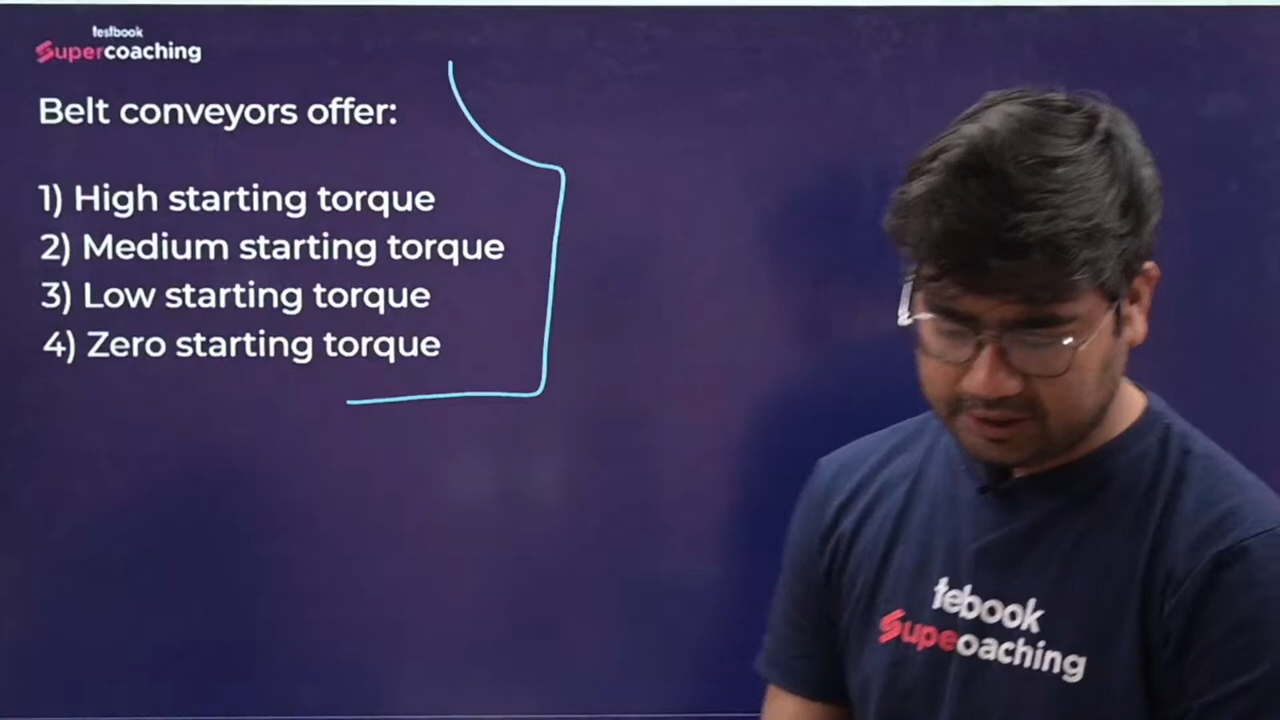 testbook
Supercoaching
Belt conveyors offer:
1) High starting torque
2) Medium starting torque
3) Low starting torque
4) Zero starting torque
tebook
Supeoaching